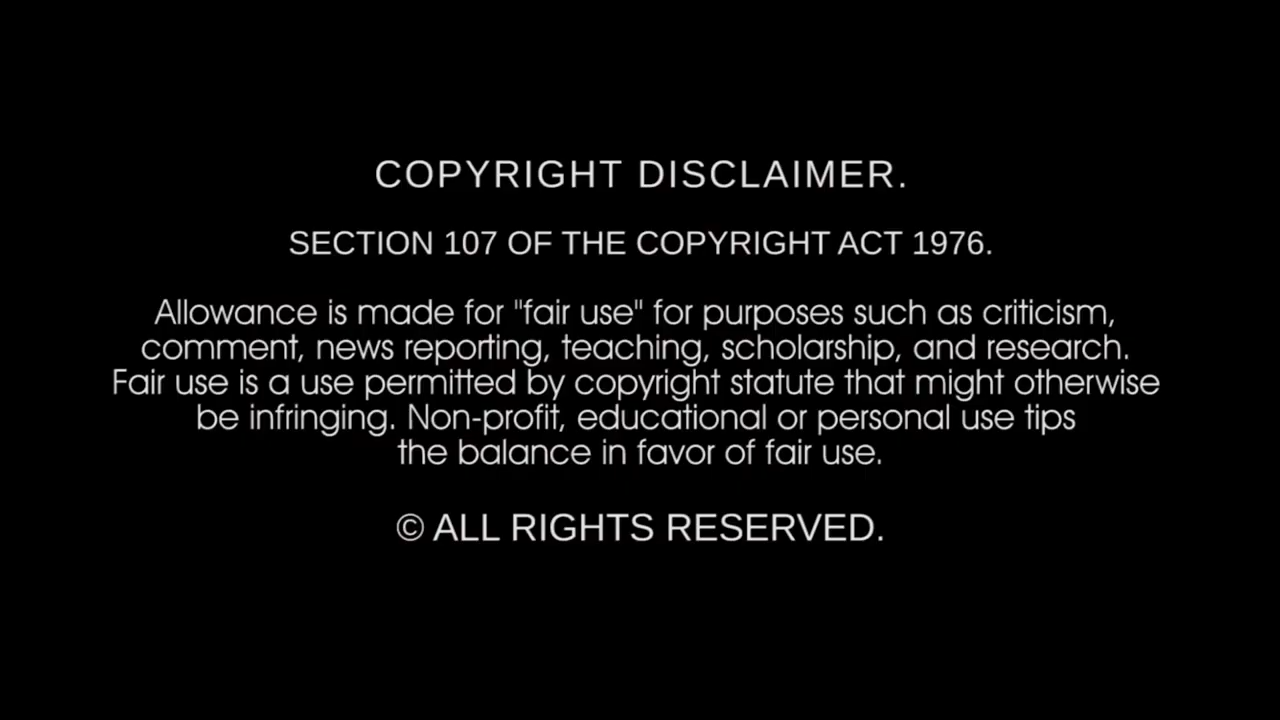 COPYRIGHT DISCLAIMER.
SECTION 107 OF THE COPYRIGHT ACT 1976.
Allowance is made for "fair use" for purposes such as criticism,
comment, news reporting, teaching, scholarship, and research.
Fair use is a use permitted by copyright statute that might otherwise
be infringing. Non-profit, educational or personal use tips
the balance in favor of fair use.
© ALL RIGHTS RESERVED.